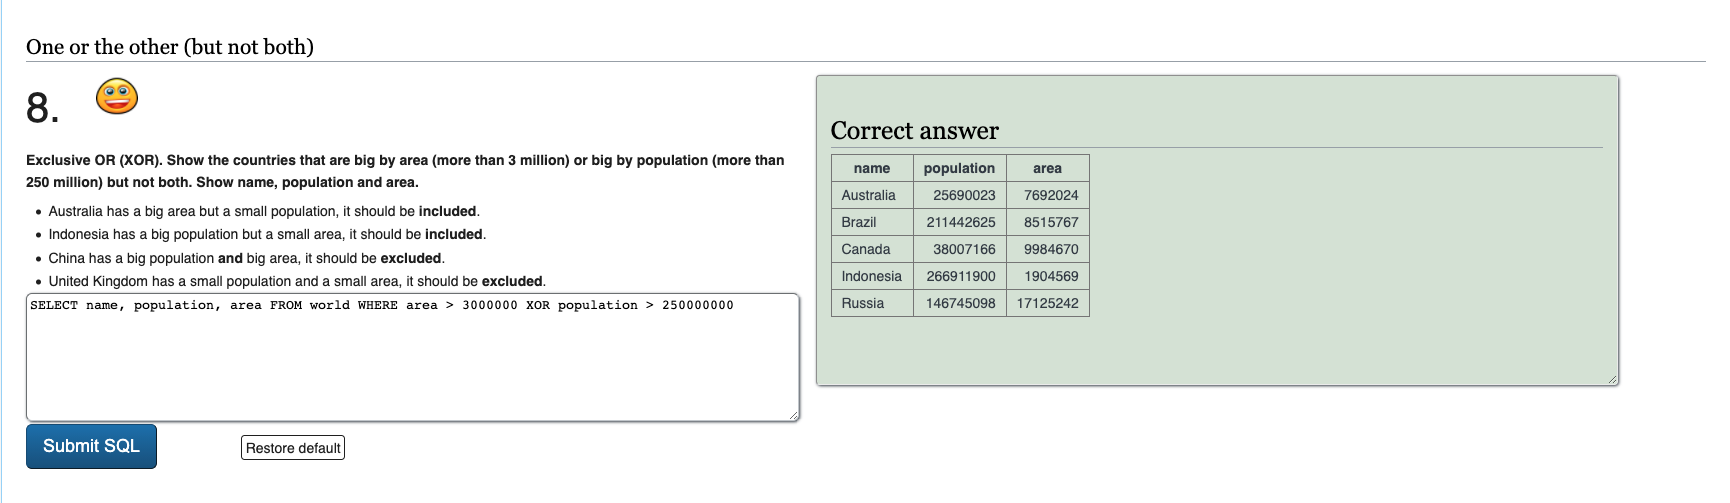 One or the other (but not both)
8.
Exclusive OR (XOR). Show the countries that are big by area (more than 3 million) or big by population (more than
250 million) but not both. Show name, population and area.
• Australia has a big area but a small population, it should be included.
• Indonesia has a big population but a small area, it should be included.
• China has a big population and big area, it should be excluded.
• United Kingdom has a small population and a small area, it should be excluded.
SELECT name, population, area FROM world WHERE area > 3000000 XOR population > 250000000
Submit SQL
Restore default
Correct answer
name population area
Australia 25690023 7692024
Brazil 211442625 8515767
Canada 38007166 9984670
Indonesia 266911900 1904569
Russia 146745098 17125242